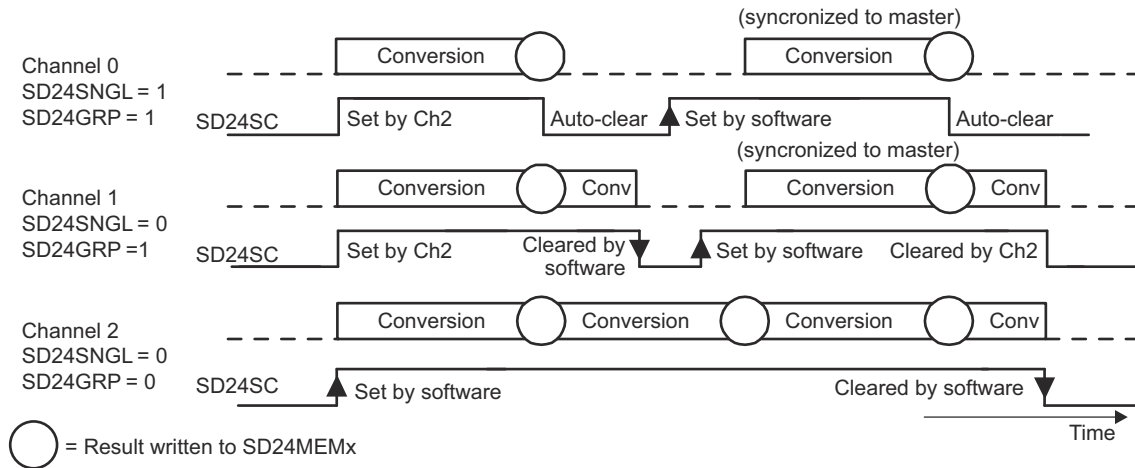 (syncronized to master)
Conversion Conversion
Channel 0
SD24SNGL = 1
SD24GRP = 1
SD24SC Set by Ch2 Auto-clear Set by software Auto-clear
(syncronized to master)
Conversion Conv Conversion Conv
Channel 1
SD24SNGL = 0
SD24GRP =1
SD24SC Set by Ch2 Cleared by
software Set by software Cleared by Ch2
Conversion Conversion Conversion Conv
Channel 2
SD24SNGL = 0
SD24GRP = 0
SD24SC Set by software Cleared by software
Time
= Result written to SD24MEMx